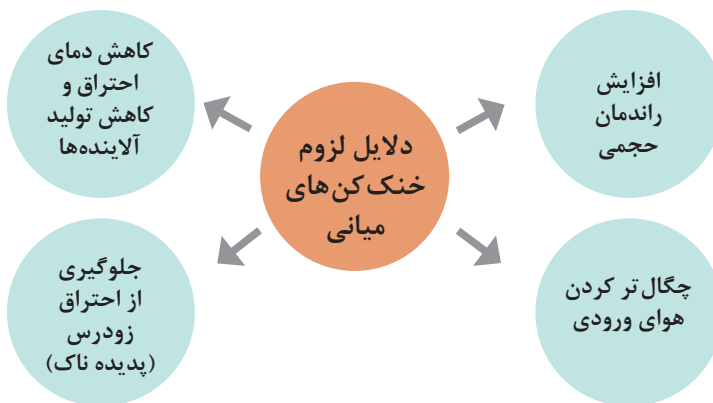 دلایل لزوم
خنک‌کن‌های
میانی
افزایش
راندمان
حجمی
کاهش دمای
احتراق و
کاهش تولید
آلاینده‌ها
چگال‌تر کردن
هوای ورودی
جلوگیری
از احتراق
زودرس
(پدیده ناک)